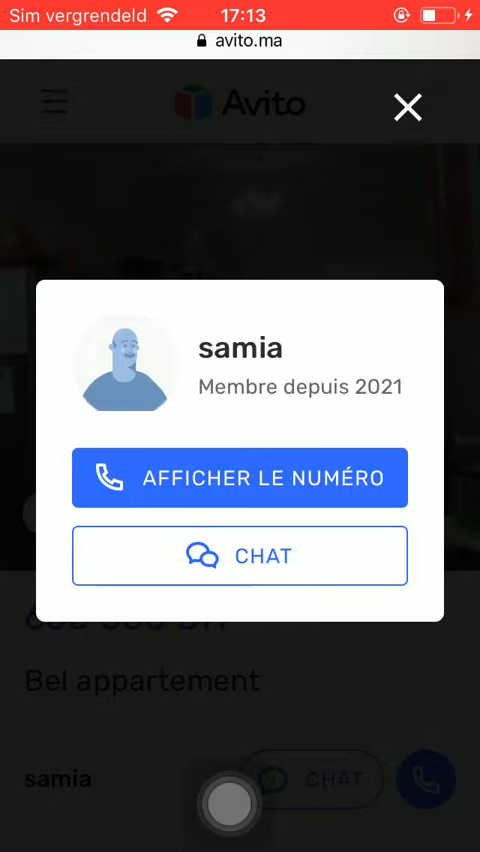 Sim vergrendeld 17:13
avito.ma
Avito
samia
Membre depuis 2021
AFFICHER LE NUMÉRO
CHAT
Bel appartement
samia CHAT